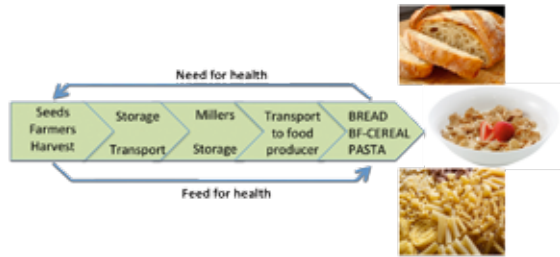 Need for health
Seeds
Farmers
Harvest
Storage
Transport
Millers
Storage
Transport
to food
producer
BREAD
BF-CEREAL
PASTA
Feed for health